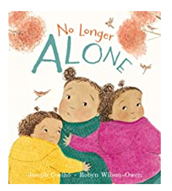 No Longer
ALONE
Joseph Coelho • Robyn Wilson-Owen